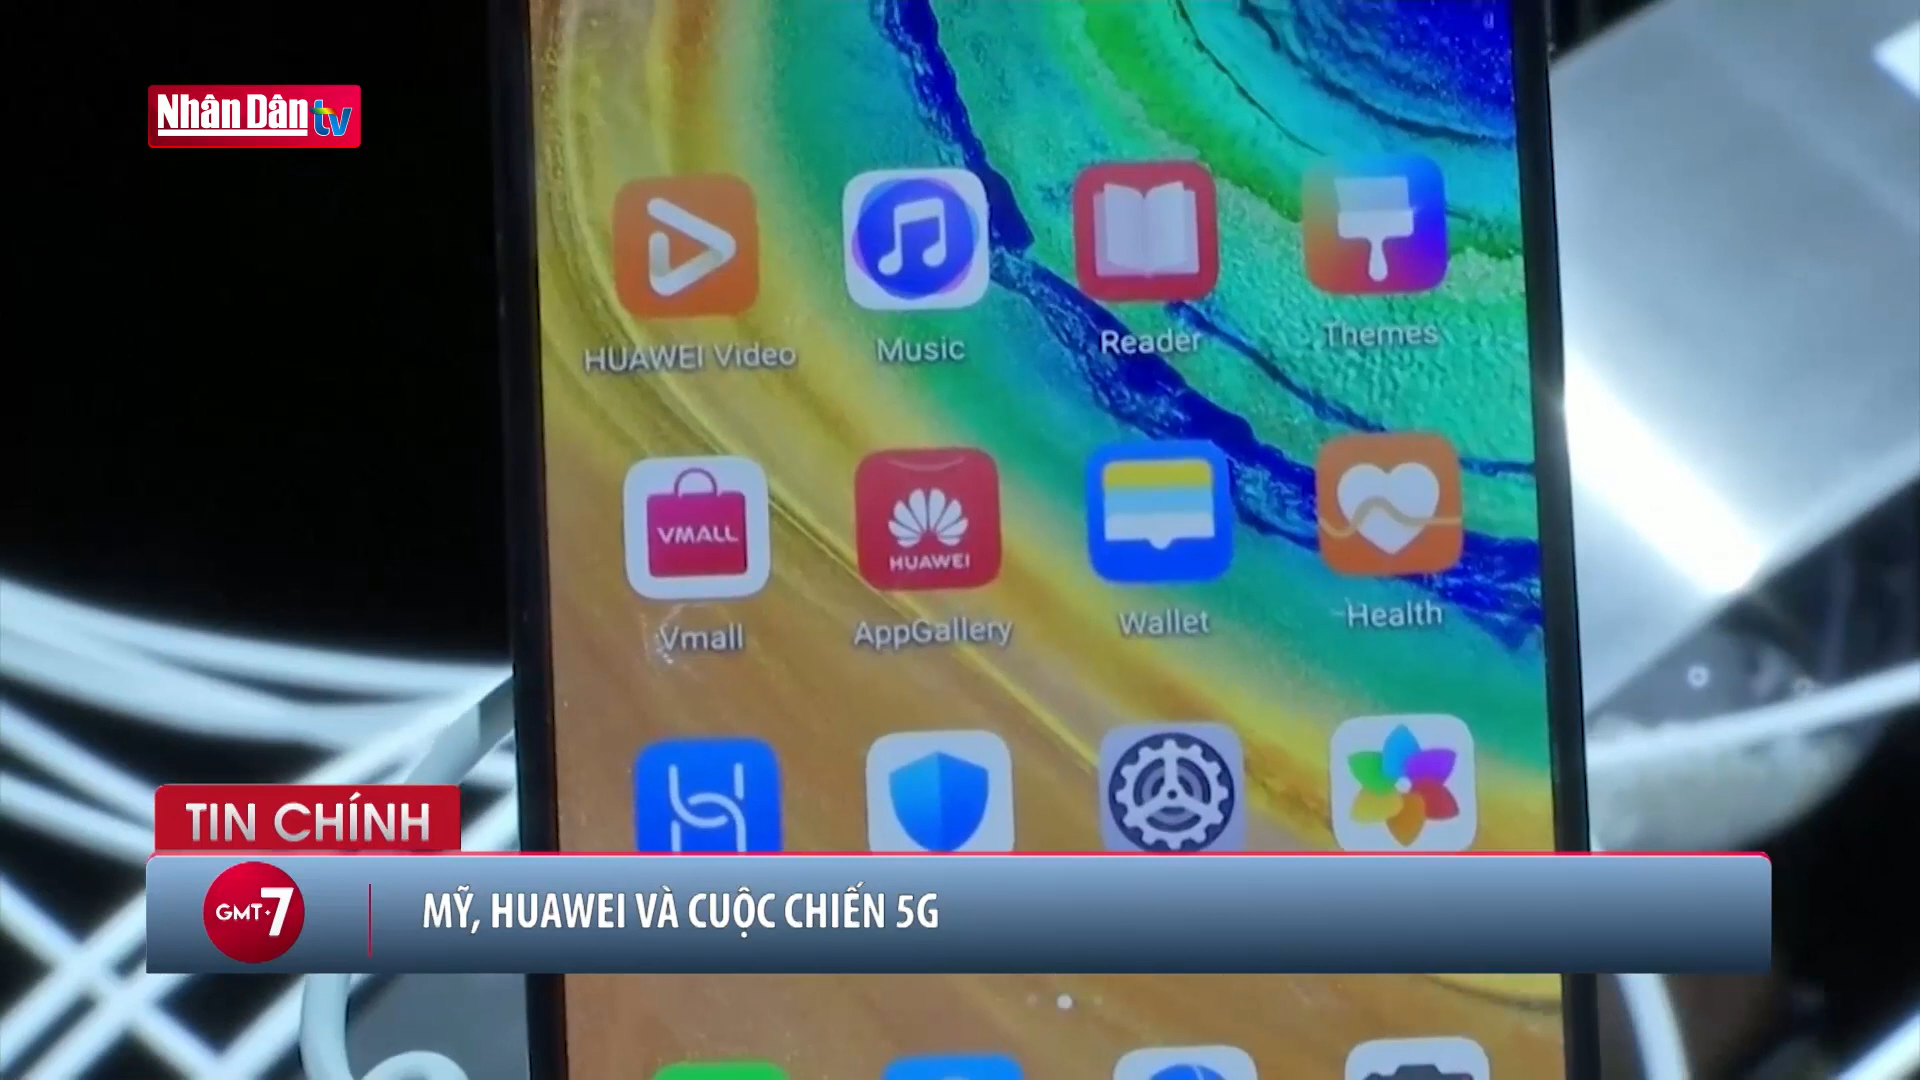 Nhân Dân tv
HUAWEI Video
Music
Reader
Themes
VMALL
HUAWEI
Vmall
AppGallery
Wallet
Health
TIN CHÍNH
GMT+7
MỸ, HUAWEI VÀ CUỘC CHIẾN 5G